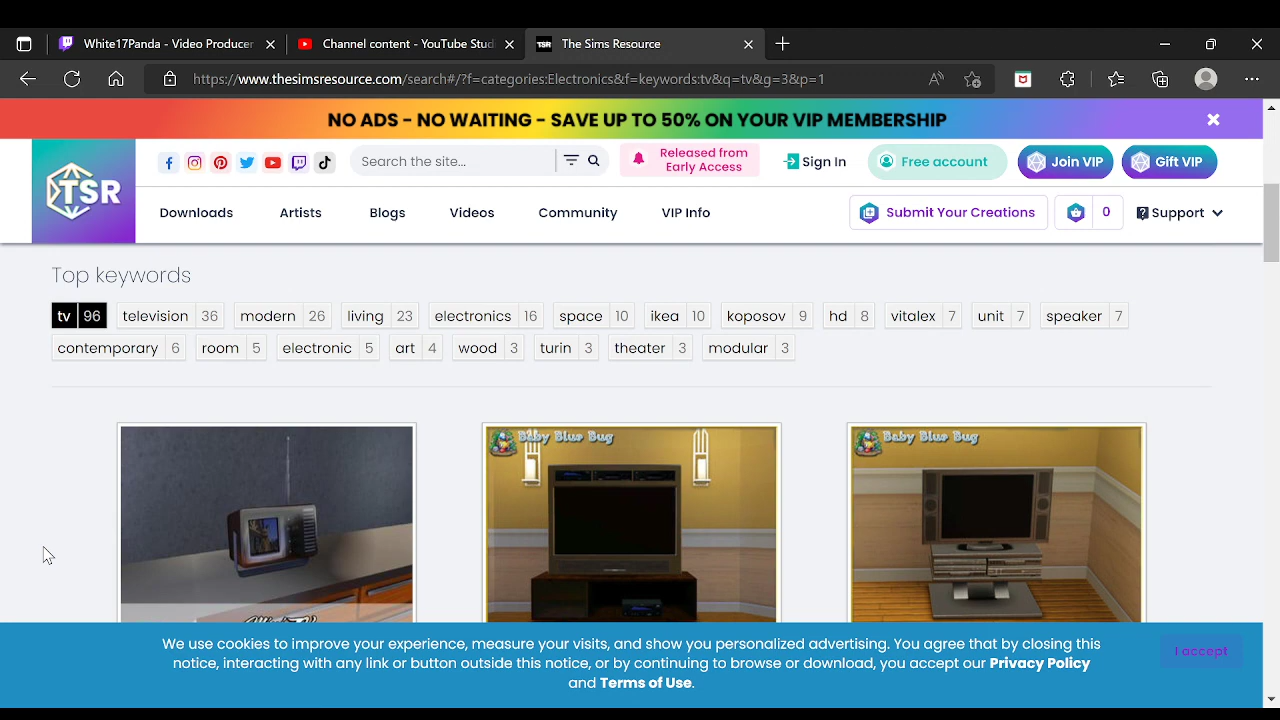 White17Panda - Video Producer
Channel content - YouTube Stud
TSR The Sims Resource
https://www.thesimsresource.com/search#/?f=categories:Electronics&f=keywords:tv&q=tv&g=3&p=1
NO ADS - NO WAITING - SAVE UP TO 50% ON YOUR VIP MEMBERSHIP
TSR
Search the site...
Released from
Early Access
Sign In
Free account
Join VIP
Gift VIP
Downloads
Artists
Blogs
Videos
Community
VIP Info
Submit Your Creations
0
Support
Top keywords
tv 96
television 36
modern 26
living 23
electronics 16
space 10
ikea 10
koposov 9
hd 8
vitalex 7
unit 7
speaker 7
contemporary 6
room 5
electronic 5
art 4
wood 3
turin 3
theater 3
modular 3
Baby Blue Bug
Baby Blue Bug
We use cookies to improve your experience, measure your visits, and show you personalized advertising. You agree that by closing this
notice, interacting with any link or button outside this notice, or by continuing to browse or download, you accept our Privacy Policy
and Terms of Use.
I accept